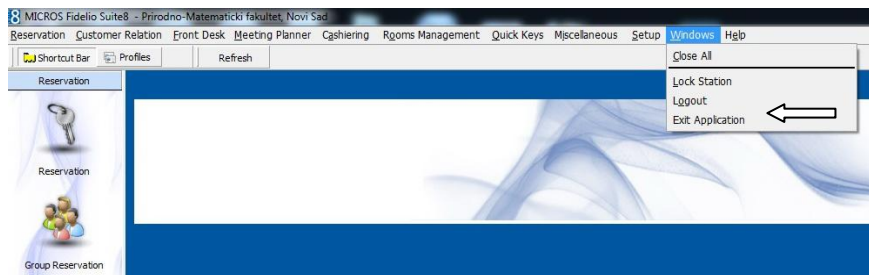 8 MICROS Fidelio Suite8 - Prirodno-Matematicki fakultet, Novi Sad
Reservation Customer Relation Front Desk Meeting Planner Cashiering Rooms Management Quick Keys Miscellaneous Setup Windows Help
Shortcut Bar Profiles Refresh
Close All
Reservation
Lock Station
Logout
Exit Application
Reservation
Group Reservation